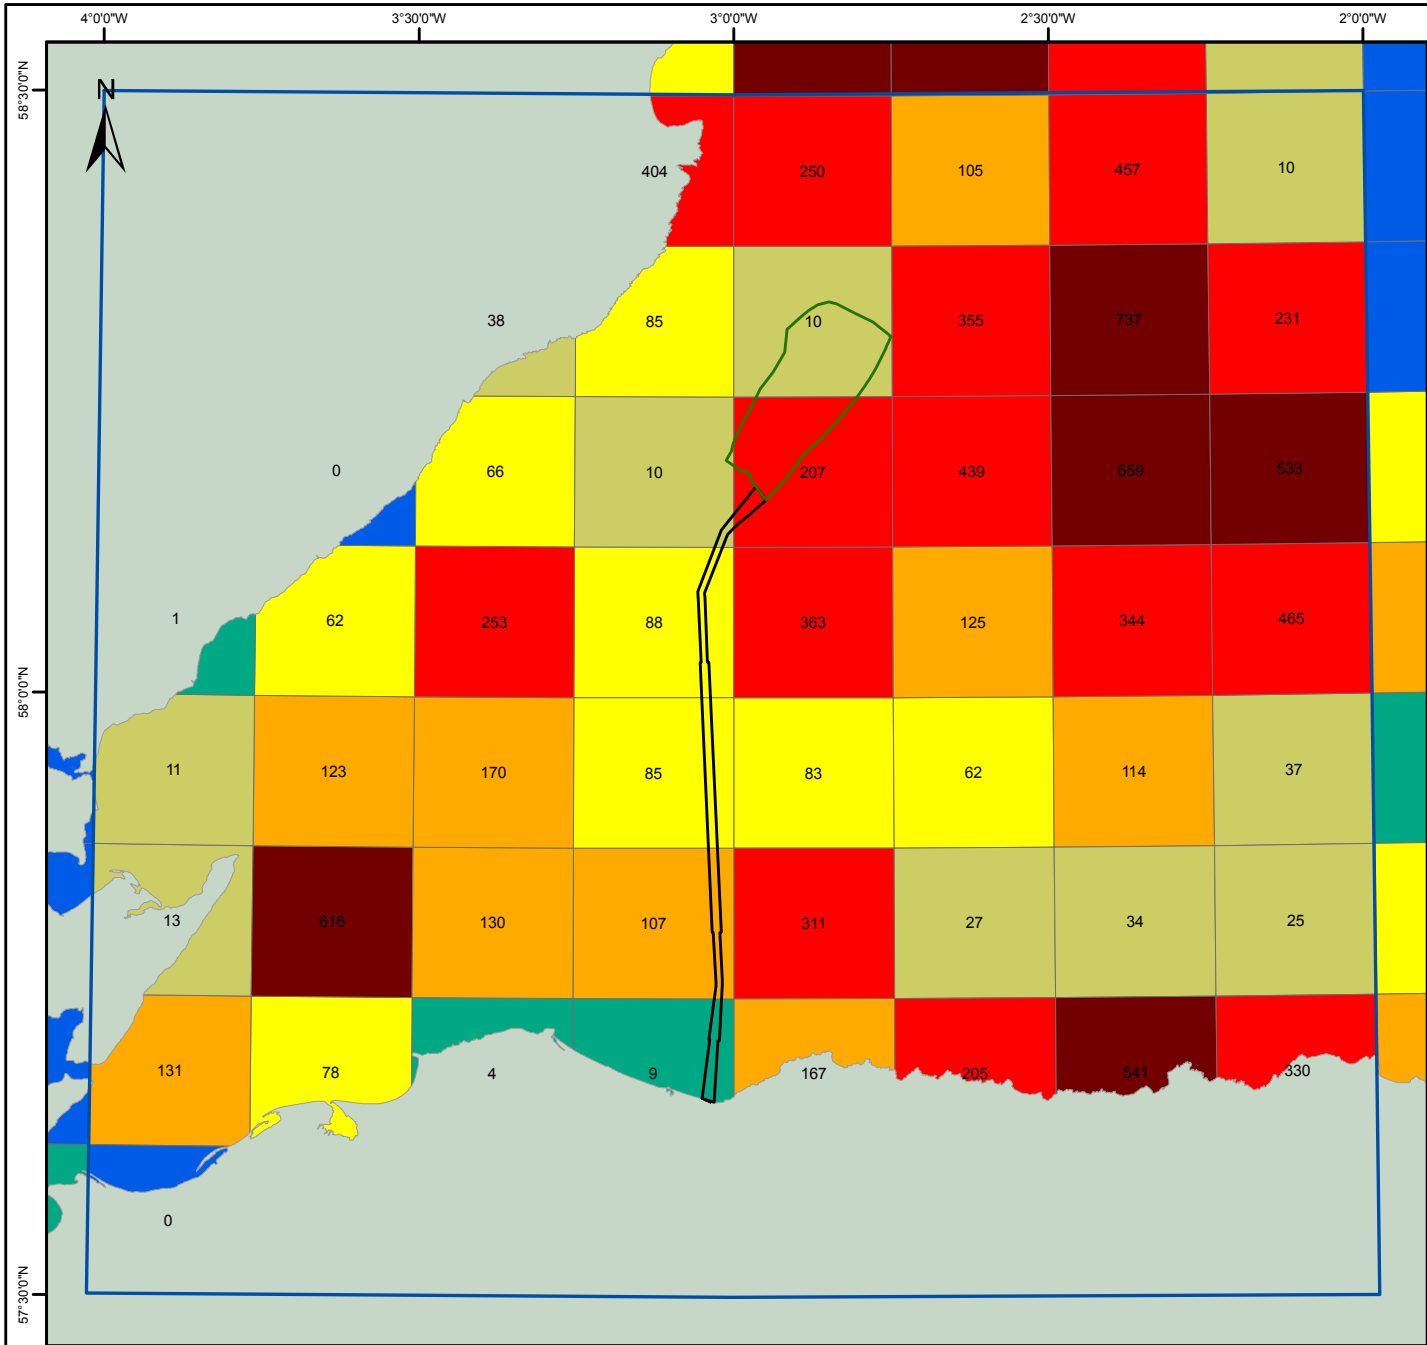 4°0'0"W 3°30'0"W 3°0'0"W 2°30'0"W 2°0'0"W
58°30'0"N
N
404 250 105 457 10
38 85 10 355 737 231
0 66 10 207 439 659 533
1 62 253 88 363 125 344 465
58°0'0"N
11 123 170 85 83 62 114 37
13 616 130 107 311 27 34 25
131 78 4 9 167 205 541 330
0
57°30'0"N